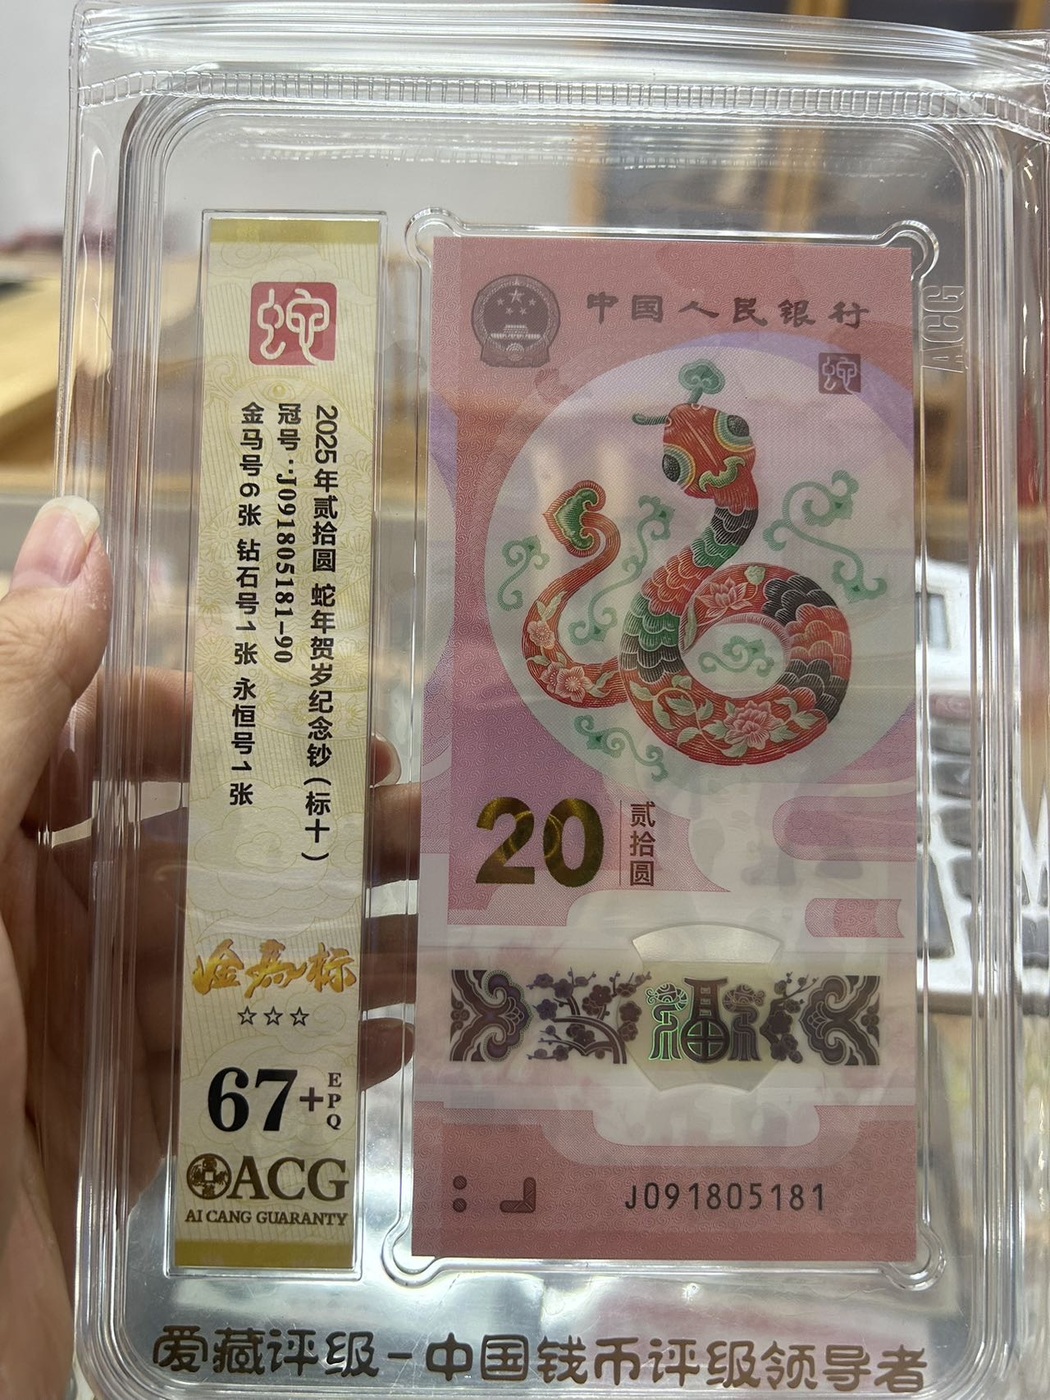 蛇
2025年贰拾圆 蛇年贺岁纪念钞（标十）
冠号：J091805181-90
金马号6张 钻石号1张 永恒号1张
金马标
☆☆☆
67+EPQ
ACG
AI CANG GUARANTY
中国人民银行
蛇
20
贰拾圆
福
J091805181
ACG
爱藏评级-中国钱币评级领导者